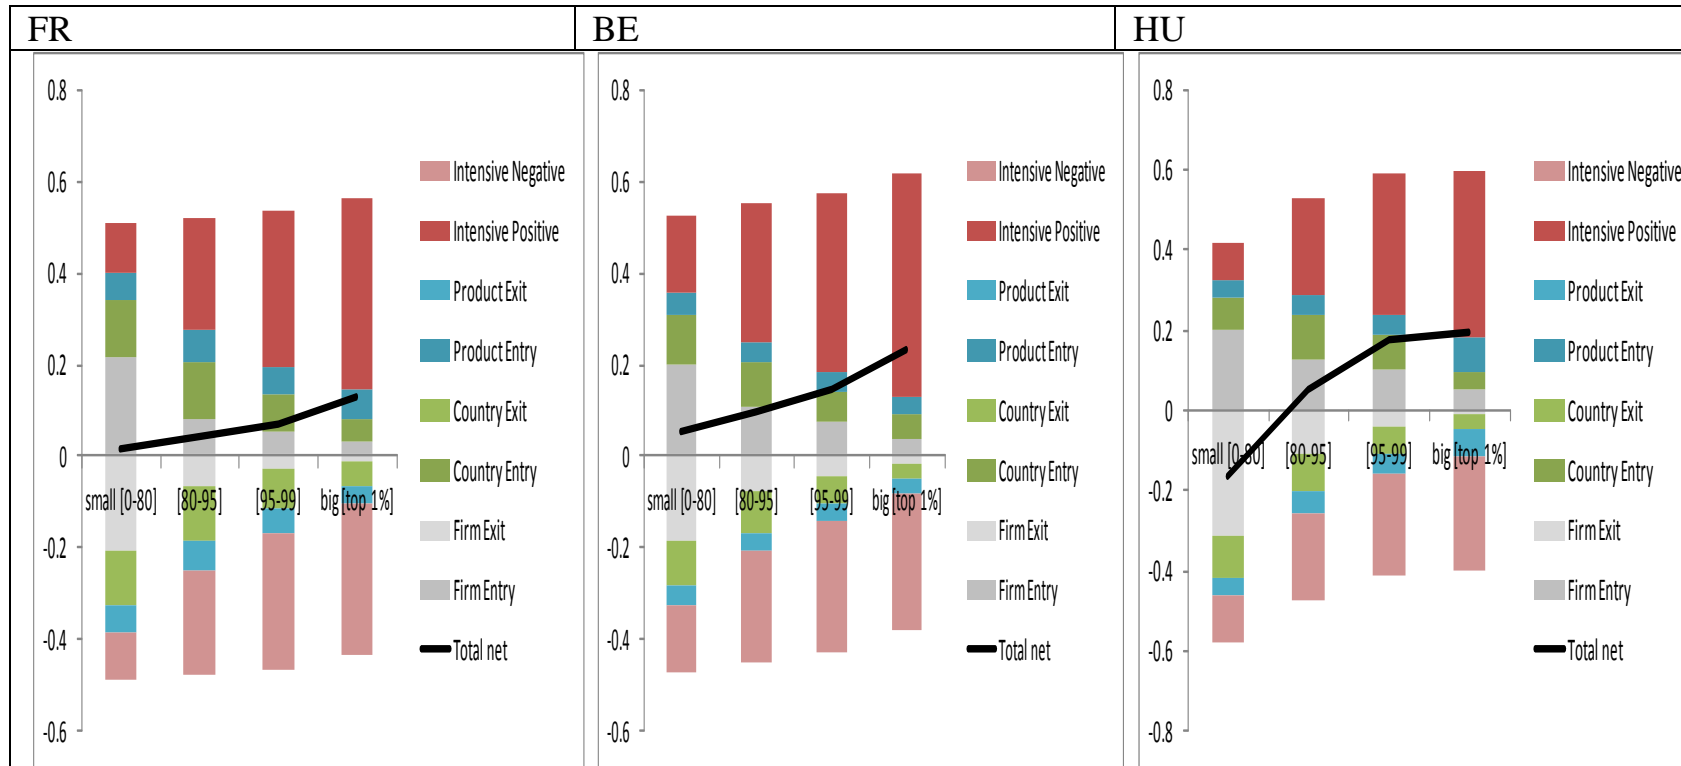 FR
BE
HU
0.8
0.6
0.4
0.2
0
-0.2
-0.4
-0.6
small [0-80]
[80-95]
[95-99]
big [top 1%]
Intensive Negative
Intensive Positive
Product Exit
Product Entry
Country Exit
Country Entry
Firm Exit
Firm Entry
Total net
0.8
0.6
0.4
0.2
0
-0.2
-0.4
-0.6
small [0-80]
[80-95]
[95-99]
big [top 1%]
Intensive Negative
Intensive Positive
Product Exit
Product Entry
Country Exit
Country Entry
Firm Exit
Firm Entry
Total net
0.8
0.6
0.4
0.2
0
-0.2
-0.4
-0.6
-0.8
small [0-80]
[80-95]
[95-99]
big [top 1%]
Intensive Negative
Intensive Positive
Product Exit
Product Entry
Country Exit
Country Entry
Firm Exit
Firm Entry
Total net